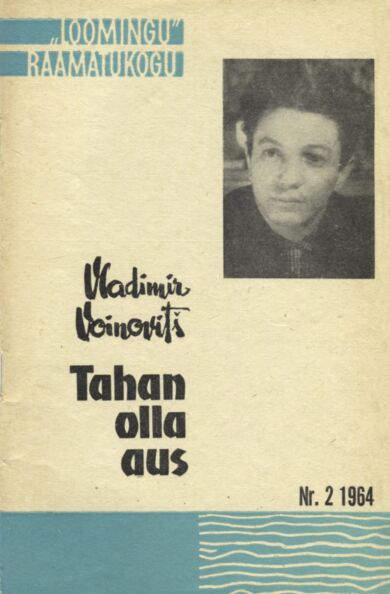 „LOOMINGU”
RAAMATUKOGU
Vladimir
Voinovitš
Tahan
olla
aus
Nr. 2 1964